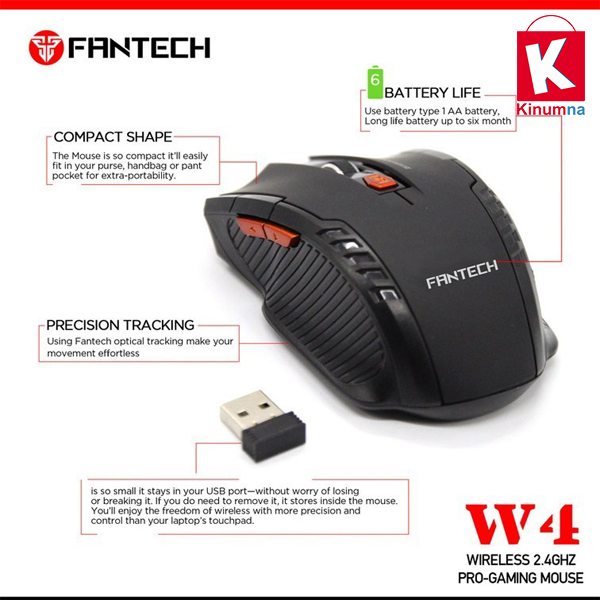 FANTECH
K
Kinumna
6
BATTERY LIFE
Use battery type 1 AA battery,
Long life battery up to six month
COMPACT SHAPE
The Mouse is so compact it'll easily
fit in your purse, handbag or pant
pocket for extra-portability.
FANTECH
PRECISION TRACKING
Using Fantech optical tracking make your
movement effortless
is so small it stays in your USB port—without worry of losing
or breaking it. If you do need to remove it, it stores inside the mouse.
You'll enjoy the freedom of wireless with more precision and
control than your laptop's touchpad.
W4
WIRELESS 2.4GHZ
PRO-GAMING MOUSE